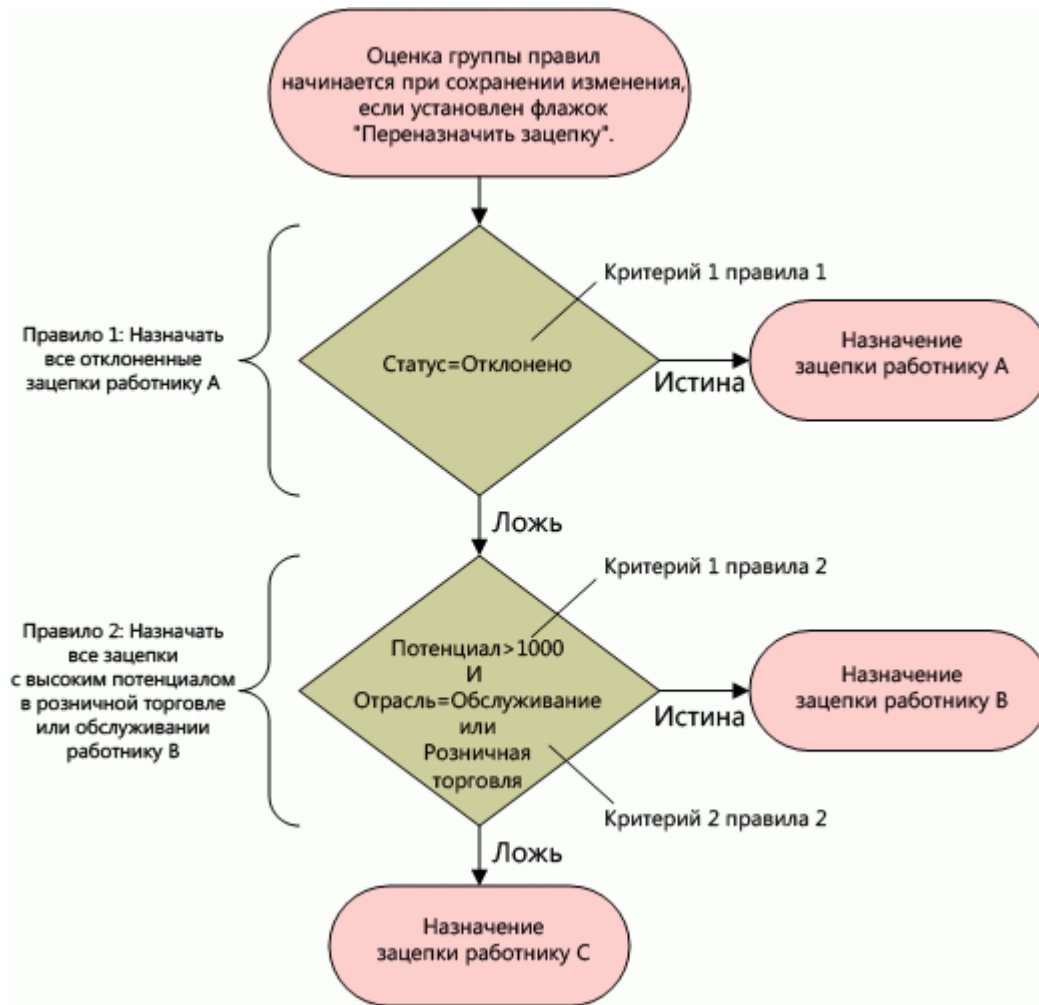 Оценка группы правил
начинается при сохранении изменения,
если установлен флажок
"Переназначить зацепку".
Критерий 1 правила 1
Правило 1: Назначать
все отклоненные
зацепки работнику A
Статус=Отклонено
Истина
Назначение
зацепки работнику A
Ложь
Критерий 1 правила 2
Правило 2: Назначать
все зацепки
с высоким потенциалом
в розничной торговле
или обслуживании
работнику B
Потенциал>1000
И
Отрасль=Обслуживание
или
Розничная
торговля
Истина
Назначение
зацепки работнику B
Критерий 2 правила 2
Ложь
Назначение
зацепки работнику C